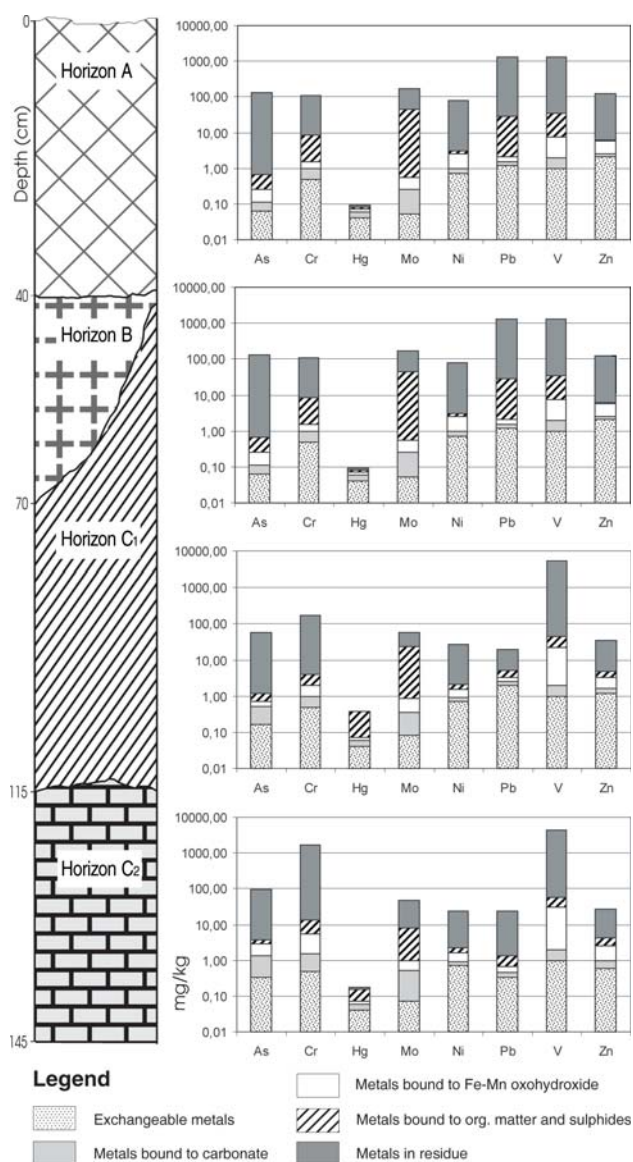 Depth (cm)
0
40
70
115
145
Horizon A
Horizon B
Horizon C1
Horizon C2
10000,00
1000,00
100,00
10,00
1,00
0,10
0,01
As Cr Hg Mo Ni Pb V Zn
10000,00
1000,00
100,00
10,00
1,00
0,10
0,01
As Cr Hg Mo Ni Pb V Zn
10000,00
1000,00
100,00
10,00
1,00
0,10
0,01
As Cr Hg Mo Ni Pb V Zn
10000,00
1000,00
100,00
10,00
1,00
0,10
0,01
mg/kg
As Cr Hg Mo Ni Pb V Zn
Legend
Exchangeable metals
Metals bound to carbonate
Metals bound to Fe-Mn oxohydroxide
Metals bound to org. matter and sulphides
Metals in residue